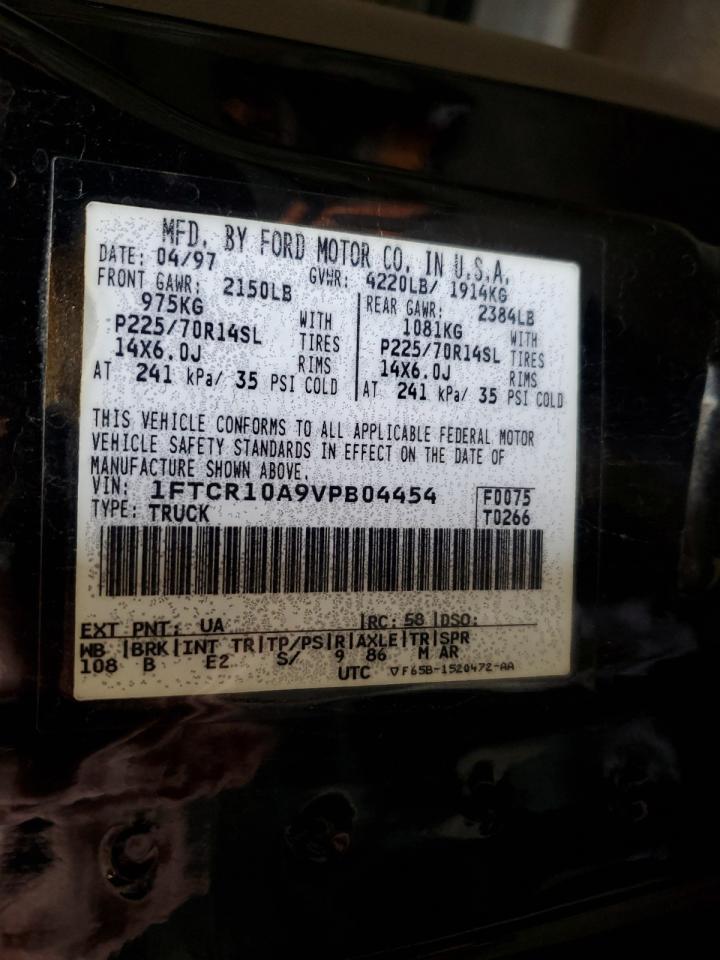 MFD. BY FORD MOTOR CO. IN U.S.A.
DATE: 04/97 GVWR: 4220LB/ 1914KG
FRONT GAWR: 2150LB REAR GAWR: 2384LB
975KG WITH 1081KG WITH
P225/70R14SL TIRES P225/70R14SL TIRES
14X6.0J RIMS 14X6.0J RIMS
AT 241 kPa/ 35 PSI COLD AT 241 kPa/ 35 PSI COLD
THIS VEHICLE CONFORMS TO ALL APPLICABLE FEDERAL MOTOR
VEHICLE SAFETY STANDARDS IN EFFECT ON THE DATE OF
MANUFACTURE SHOWN ABOVE.
VIN: 1FTCR10A9VPB04454 F0075
TYPE: TRUCK T0266
EXT PNT: UA RC: 58 DSO:
WB BRK INT TR TP/PS R AXLE TR SPR
108 B E2 S/ 9 86 M AR
UTC ▽F65B-1520472-AA